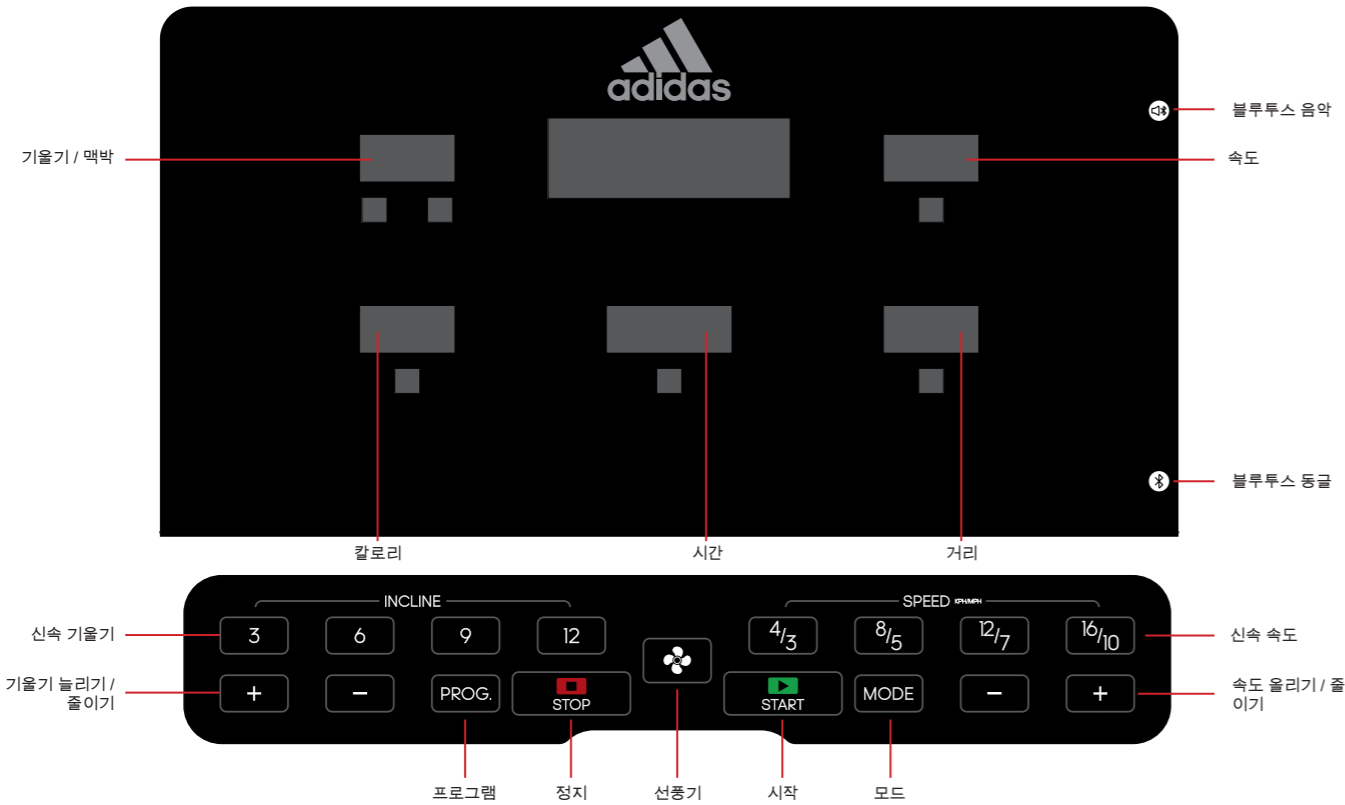 adidas
블루투스 음악
기울기 / 맥박
속도
블루투스 동글
칼로리
시간
거리
INCLINE
SPEED KPH/MPH
신속 기울기
3
6
9
12
4/3
8/5
12/7
16/10
신속 속도
기울기 늘리기 /
줄이기
+
−
PROG.
STOP
START
MODE
−
+
속도 올리기 / 줄
이기
프로그램
정지
선풍기
시작
모드